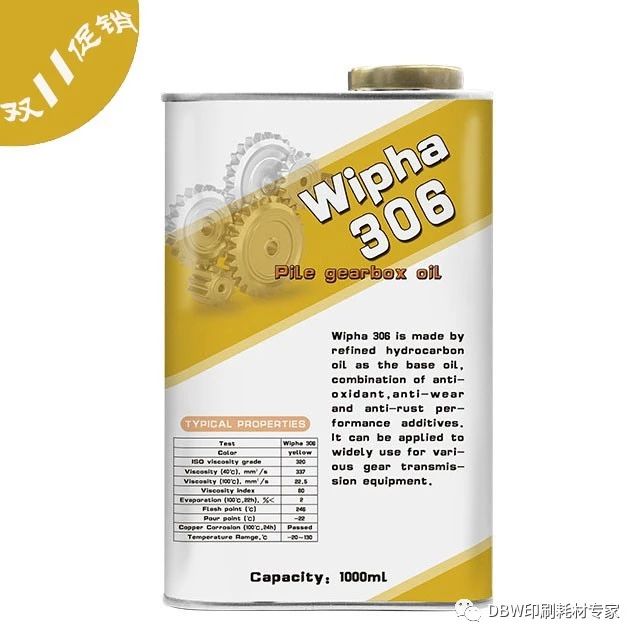 双11促销
Wipha
306
Pile gearbox oil
Wipha 306 is made by
refined hydrocarbon
oil as the base oil,
combination of anti-
oxidant,anti-wear
and anti-rust per-
formance additives.
It can be applied to
widely use for vari-
ous gear transmis-
sion equipment.
TYPICAL PROPERTIES
Test Wipha 306
Color yellow
ISO viscosity grade 320
Viscosity (40℃), mm²/s 337
Viscosity (100℃), mm²/s 22.5
Viscosity Index 80
Evaporation (100℃,22h), %< 2
Flash point (℃) 246
Pour point (℃) -22
Copper Corrosion (100℃,24h) Passed
Temperature Ramge,℃ -20~130
Capacity: 1000mL
DBW印刷耗材专家